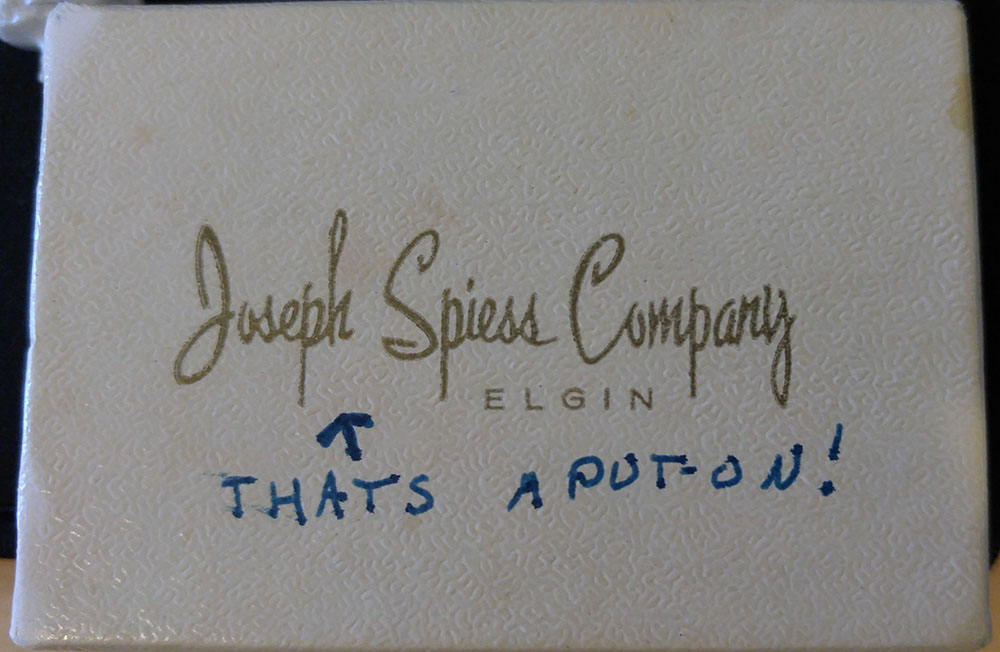 Joseph Spiess Company
ELGIN
↑
THATS A PUT-ON!